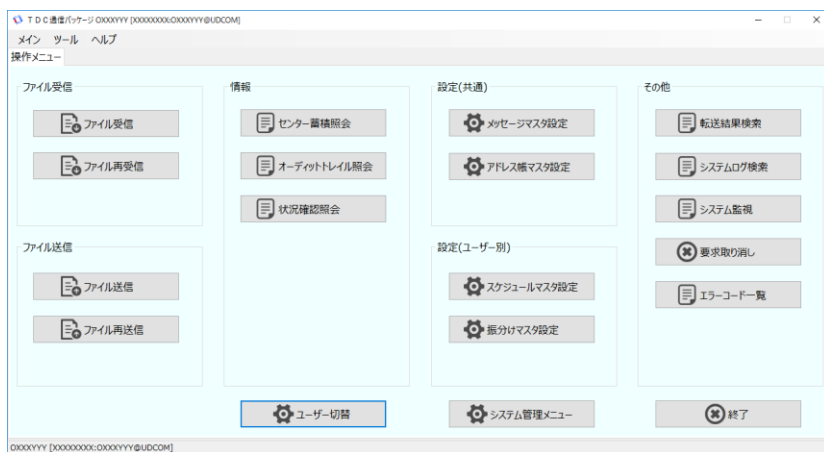 ＴＤＣ通信パッケージ OXXXYYY [XXXXXXXX:OXXXYYY@UDCOM]
メイン ツール ヘルプ
操作メニュー
ファイル受信
ファイル受信
ファイル再受信
ファイル送信
ファイル送信
ファイル再送信
情報
センター蓄積照会
オーディットトレイル照会
状況確認照会
ユーザー切替
設定(共通)
メッセージマスタ設定
アドレス帳マスタ設定
設定(ユーザー別)
スケジュールマスタ設定
振分けマスタ設定
システム管理メニュー
その他
転送結果検索
システムログ検索
システム監視
要求取り消し
エラーコード一覧
終了
OXXXYYY [XXXXXXXX:OXXXYYY@UDCOM]